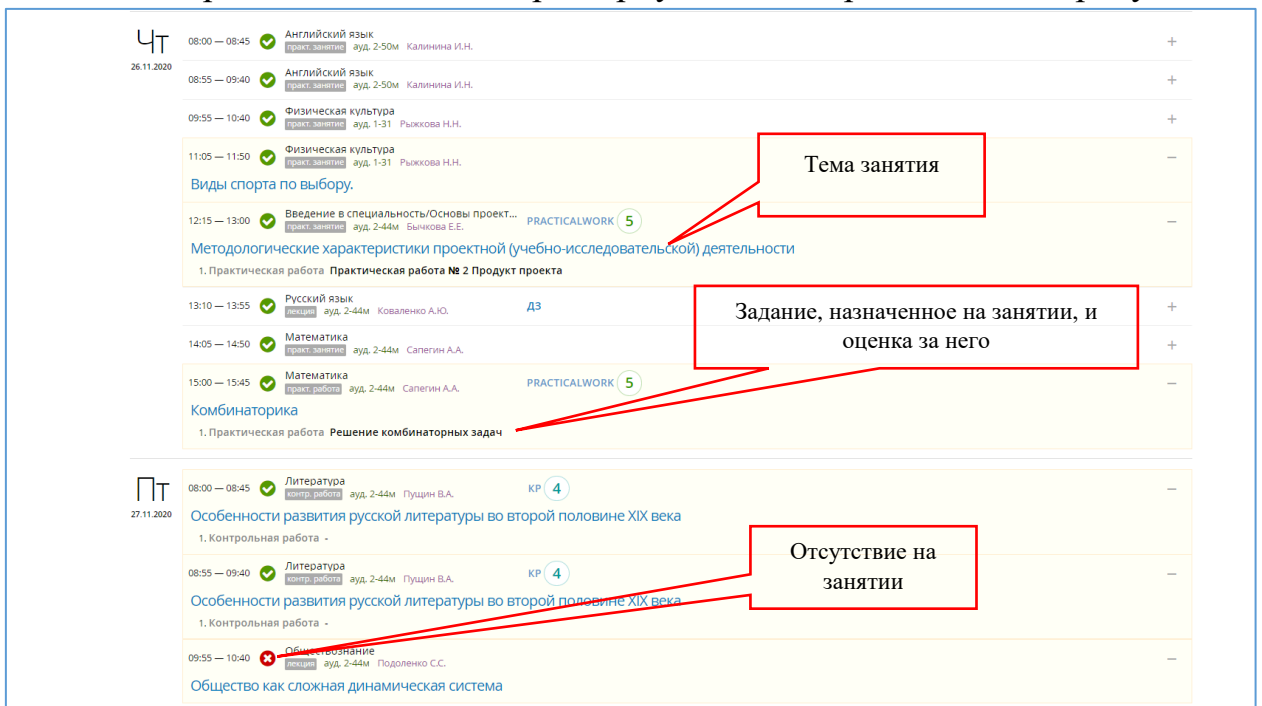 Чт
26.11.2020
08:00 — 08:45 Английский язык
практ. занятие ауд. 2-50м Калинина И.Н.
08:55 — 09:40 Английский язык
практ. занятие ауд. 2-50м Калинина И.Н.
09:55 — 10:40 Физическая культура
практ. занятие ауд. 1-31 Рыжкова Н.Н.
11:05 — 11:50 Физическая культура
практ. занятие ауд. 1-31 Рыжкова Н.Н.
Виды спорта по выбору.
Тема занятия
12:15 — 13:00 Введение в специальность/Основы проект... PRACTICALWORK 5
практ. занятие ауд. 2-44м Бычкова Е.Е.
Методологические характеристики проектной (учебно-исследовательской) деятельности
1. Практическая работа Практическая работа № 2 Продукт проекта
13:10 — 13:55 Русский язык ДЗ
лекция ауд. 2-44м Коваленко А.Ю.
Задание, назначенное на занятии, и
оценка за него
14:05 — 14:50 Математика
практ. занятие ауд. 2-44м Сапегин А.А.
15:00 — 15:45 Математика PRACTICALWORK 5
практ. работа ауд. 2-44м Сапегин А.А.
Комбинаторика
1. Практическая работа Решение комбинаторных задач
Пт
27.11.2020
08:00 — 08:45 Литература КР 4
контр. работа ауд. 2-44м Пущин В.А.
Особенности развития русской литературы во второй половине XIX века
1. Контрольная работа -
Отсутствие на
занятии
08:55 — 09:40 Литература КР 4
контр. работа ауд. 2-44м Пущин В.А.
Особенности развития русской литературы во второй половине XIX века
1. Контрольная работа -
09:55 — 10:40 Обществознание
лекция ауд. 2-44м Подоленко С.С.
Общество как сложная динамическая система